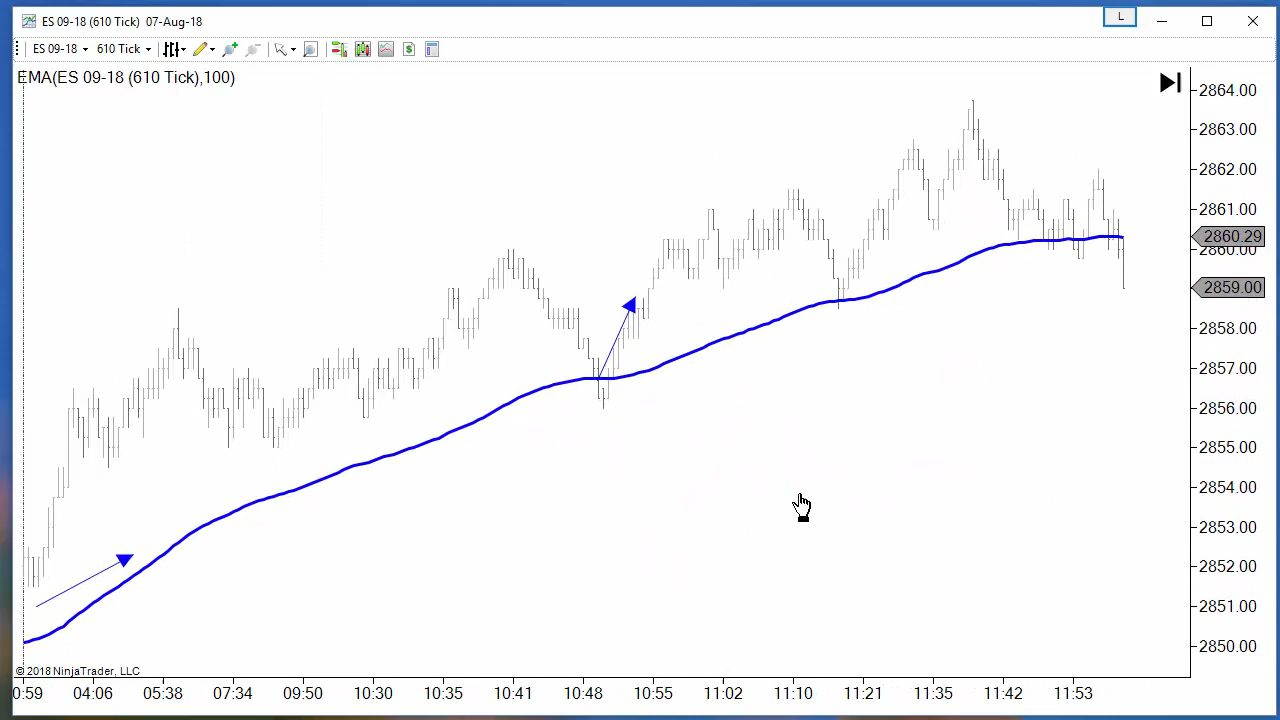 ES 09-18 (610 Tick) 07-Aug-18
L
ES 09-18 610 Tick
$
EMA(ES 09-18 (610 Tick),100)
2864.00
2863.00
2862.00
2861.00
2860.29
2859.00
2858.00
2857.00
2856.00
2855.00
2854.00
2853.00
2852.00
2851.00
2850.00
© 2018 NinjaTrader, LLC
0:59 04:06 05:38 07:34 09:50 10:30 10:35 10:41 10:48 10:55 11:02 11:10 11:21 11:35 11:42 11:53